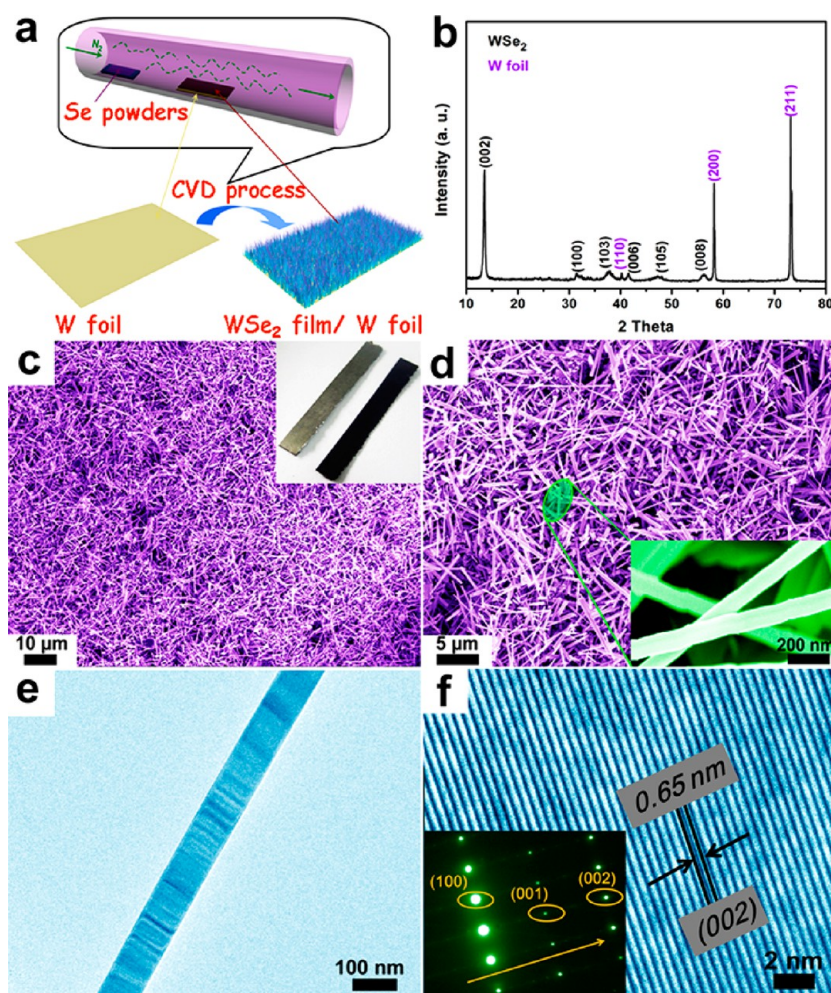 a
N₂
Se powders
CVD process
W foil
WSe₂ film/ W foil
b
WSe₂
W foil
Intensity (a. u.)
(002)
(100)
(103)
(110)
(006)
(105)
(008)
(200)
(211)
10 20 30 40 50 60 70 80
2 Theta
c
10 μm
d
5 μm
200 nm
e
100 nm
f
0.65 nm
(002)
(100)
(001)
(002)
2 nm